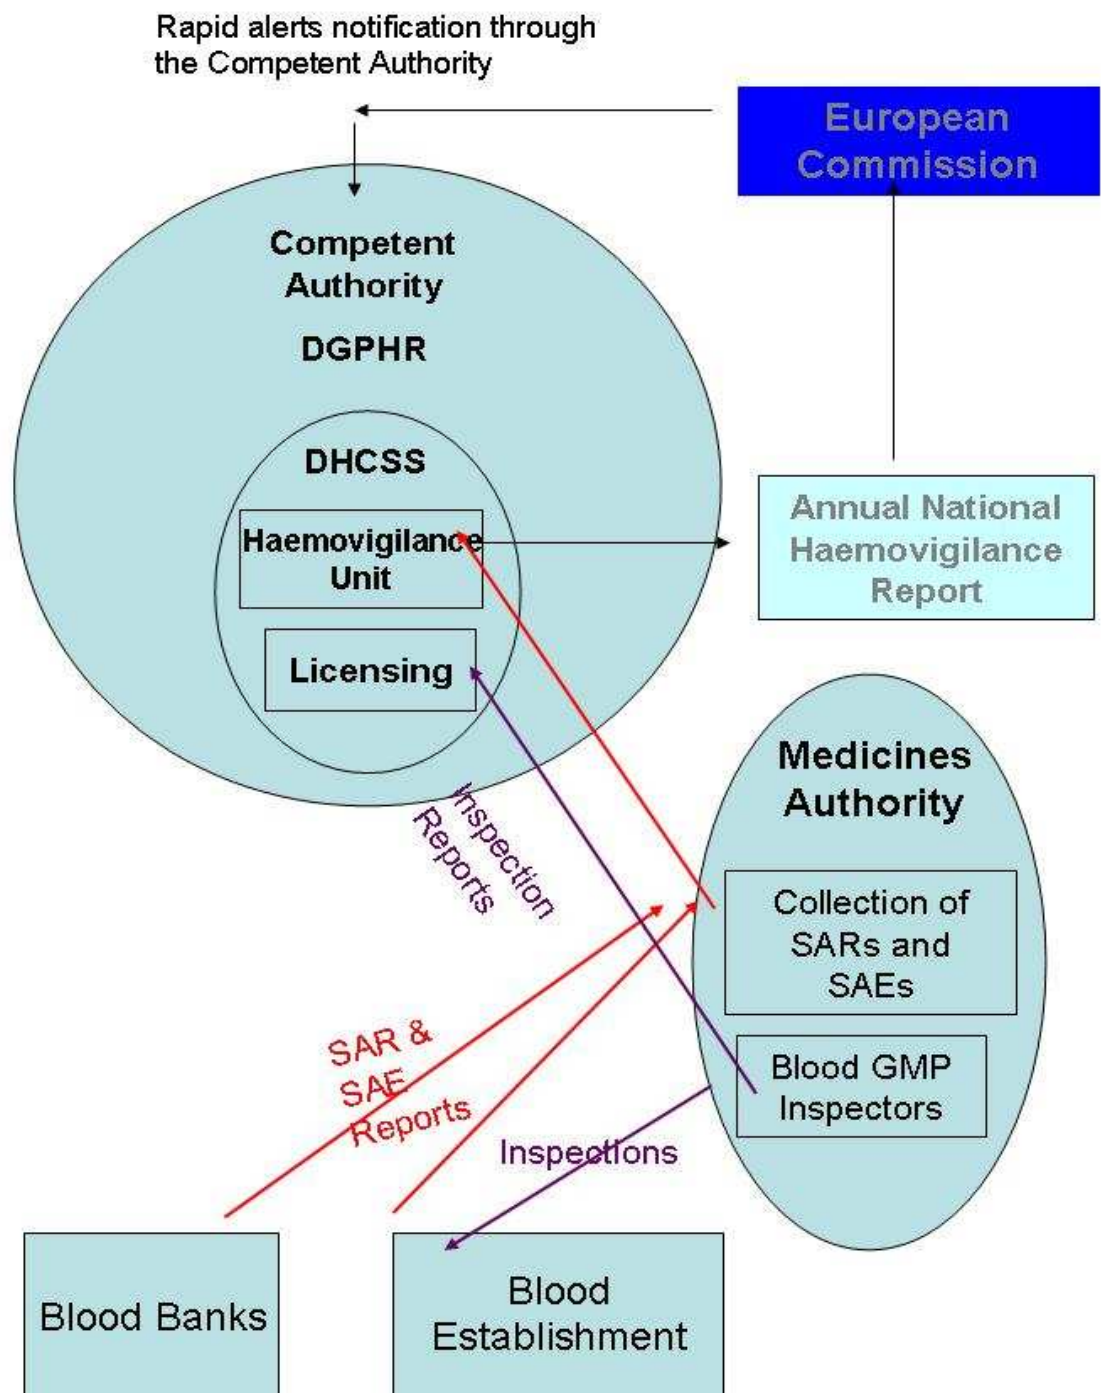 Rapid alerts notification through
the Competent Authority
European
Commission
Competent
Authority
DGPHR
DHCSS
Haemovigilance
Unit
Licensing
Annual National
Haemovigilance
Report
Medicines
Authority
Collection of
SARs and
SAEs
Blood GMP
Inspectors
Inspection
Reports
SAR &
SAE
Reports
Inspections
Blood Banks
Blood
Establishment